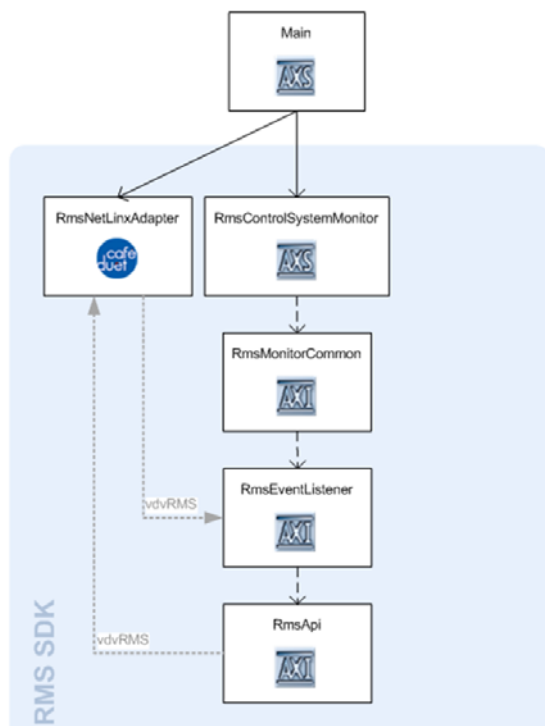 Main
AXS
RmsNetLinxAdapter
cafe
duet
RmsControlSystemMonitor
AXS
RmsMonitorCommon
AXI
RmsEventListener
AXI
vdvRMS
RmsApi
AXI
vdvRMS
RMS SDK